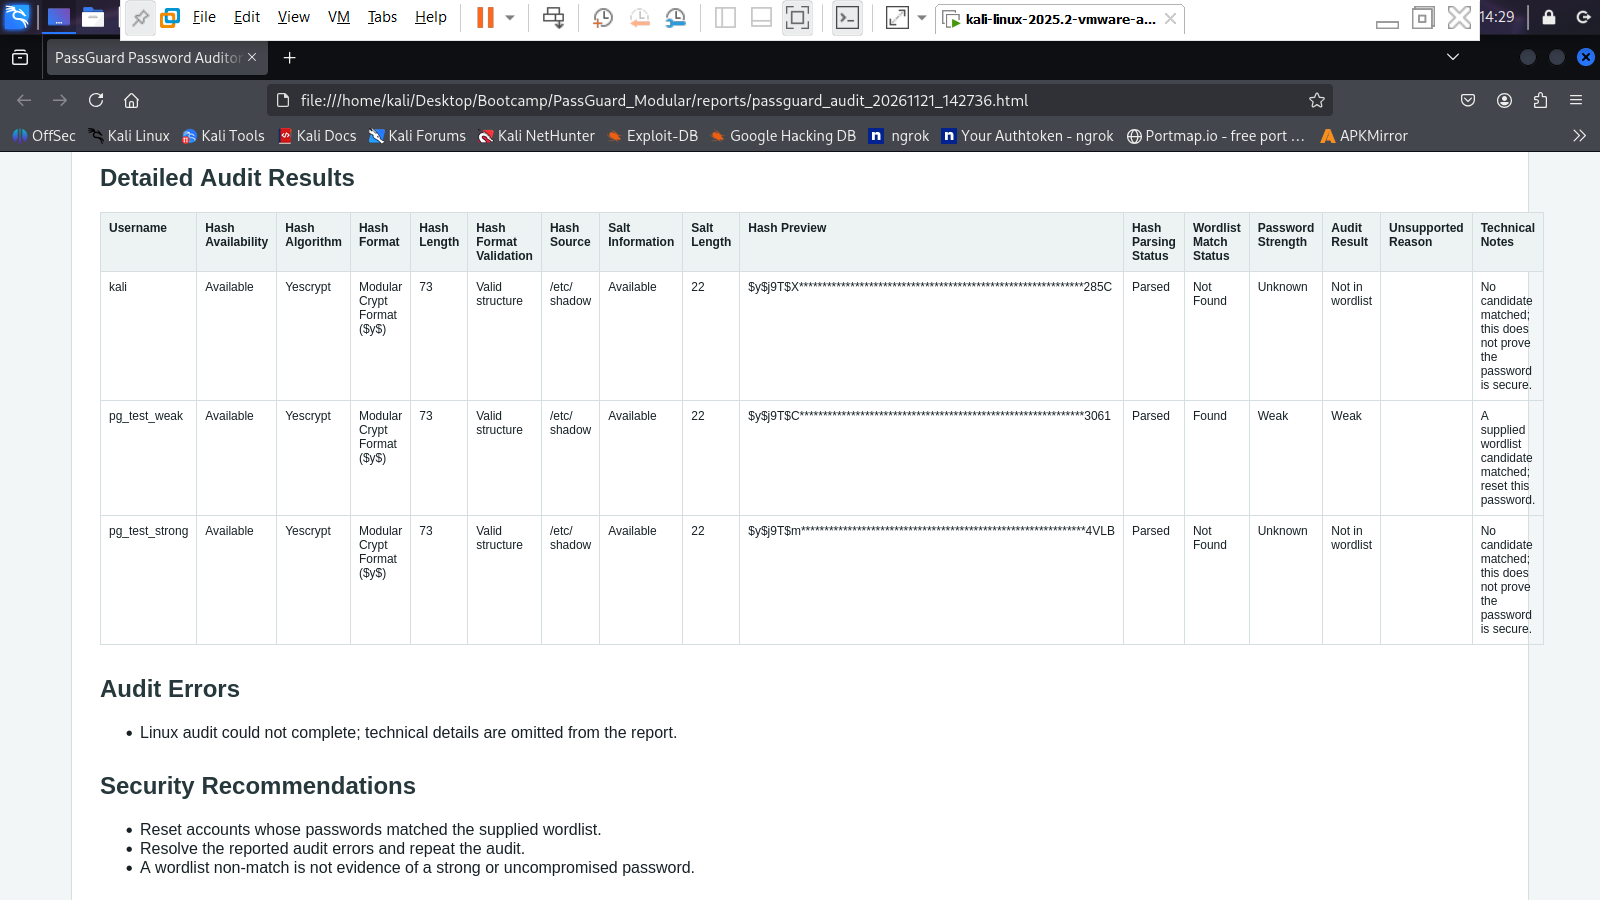 File Edit View VM Tabs Help
kali-linux-2025.2-vmware-a...
14:29
PassGuard Password Auditor
file:///home/kali/Desktop/Bootcamp/PassGuard_Modular/reports/passguard_audit_20261121_142736.html
OffSec Kali Linux Kali Tools Kali Docs Kali Forums Kali NetHunter Exploit-DB Google Hacking DB ngrok Your Authtoken - ngrok Portmap.io - free port ... APKMirror
Detailed Audit Results
Username Hash Availability Hash Algorithm Hash Format Hash Length Hash Format Validation Hash Source Salt Information Salt Length Hash Preview Hash Parsing Status Wordlist Match Status Password Strength Audit Result Unsupported Reason Technical Notes
kali Available Yescrypt Modular Crypt Format ($y$) 73 Valid structure /etc/shadow Available 22 $y$j9T$X*************************************************************285C Parsed Not Found Unknown Not in wordlist No candidate matched; this does not prove the password is secure.
pg_test_weak Available Yescrypt Modular Crypt Format ($y$) 73 Valid structure /etc/shadow Available 22 $y$j9T$C*************************************************************3061 Parsed Found Weak Weak A supplied wordlist candidate matched; reset this password.
pg_test_strong Available Yescrypt Modular Crypt Format ($y$) 73 Valid structure /etc/shadow Available 22 $y$j9T$m*************************************************************4VLB Parsed Not Found Unknown Not in wordlist No candidate matched; this does not prove the password is secure.
Audit Errors
• Linux audit could not complete; technical details are omitted from the report.
Security Recommendations
• Reset accounts whose passwords matched the supplied wordlist.
• Resolve the reported audit errors and repeat the audit.
• A wordlist non-match is not evidence of a strong or uncompromised password.